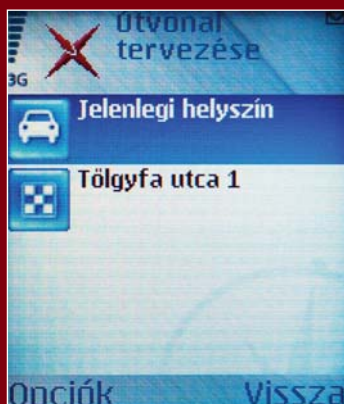 Útvonal
tervezése
3G
Jelenlegi helyszín
Tölgyfa utca 1
Opciók Vissza